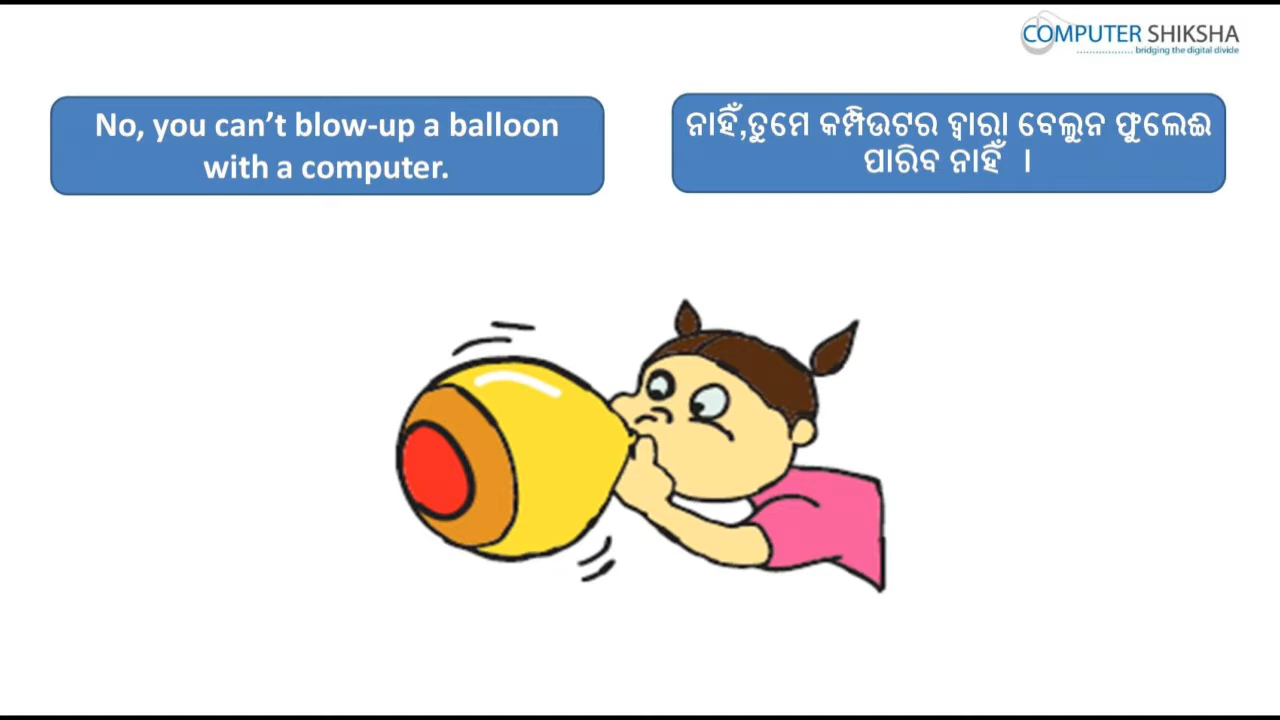 COMPUTER SHIKSHA
bridging the digital divide
No, you can’t blow-up a balloon
with a computer.
ନାହିଁ,ତୁମେ କମ୍ପିଉଟର ଦ୍ଵାରା ବେଲୁନ ଫୁଲେଈ
ପାରିବ ନାହିଁ ।